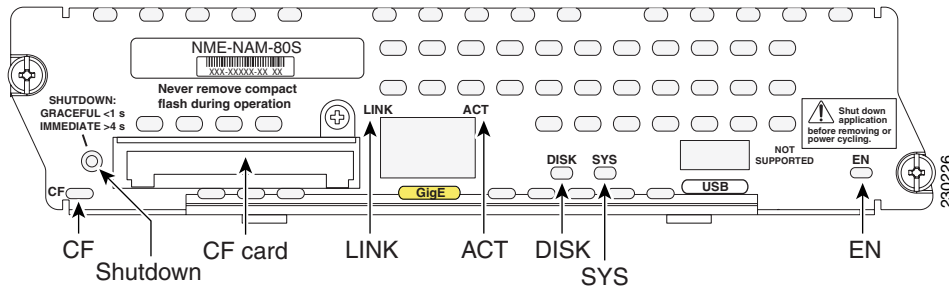 NME-NAM-80S
XXX-XXXXX-XX XX
Never remove compact
flash during operation
SHUTDOWN:
GRACEFUL <1 s
IMMEDIATE >4 s
LINK
ACT
Shut down
application
before removing or
power cycling.
NOT
SUPPORTED
DISK
SYS
EN
CF
GigE
USB
230226
CF
Shutdown
CF card
LINK
ACT
DISK
SYS
EN